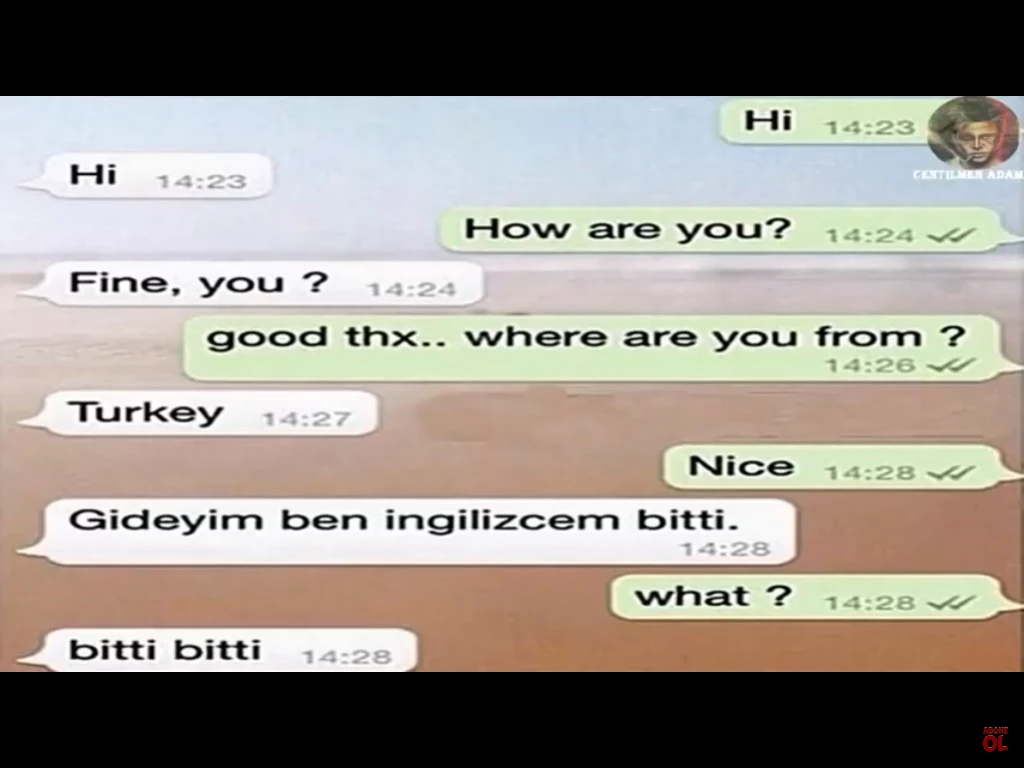 Hi 14:23
CENTILMEN ADAM
Hi 14:23
How are you? 14:24
Fine, you ? 14:24
good thx.. where are you from ?
14:26
Turkey 14:27
Nice 14:28
Gideyim ben ingilizcem bitti.
14:28
what ? 14:28
bitti bitti 14:28
ABONE
OL